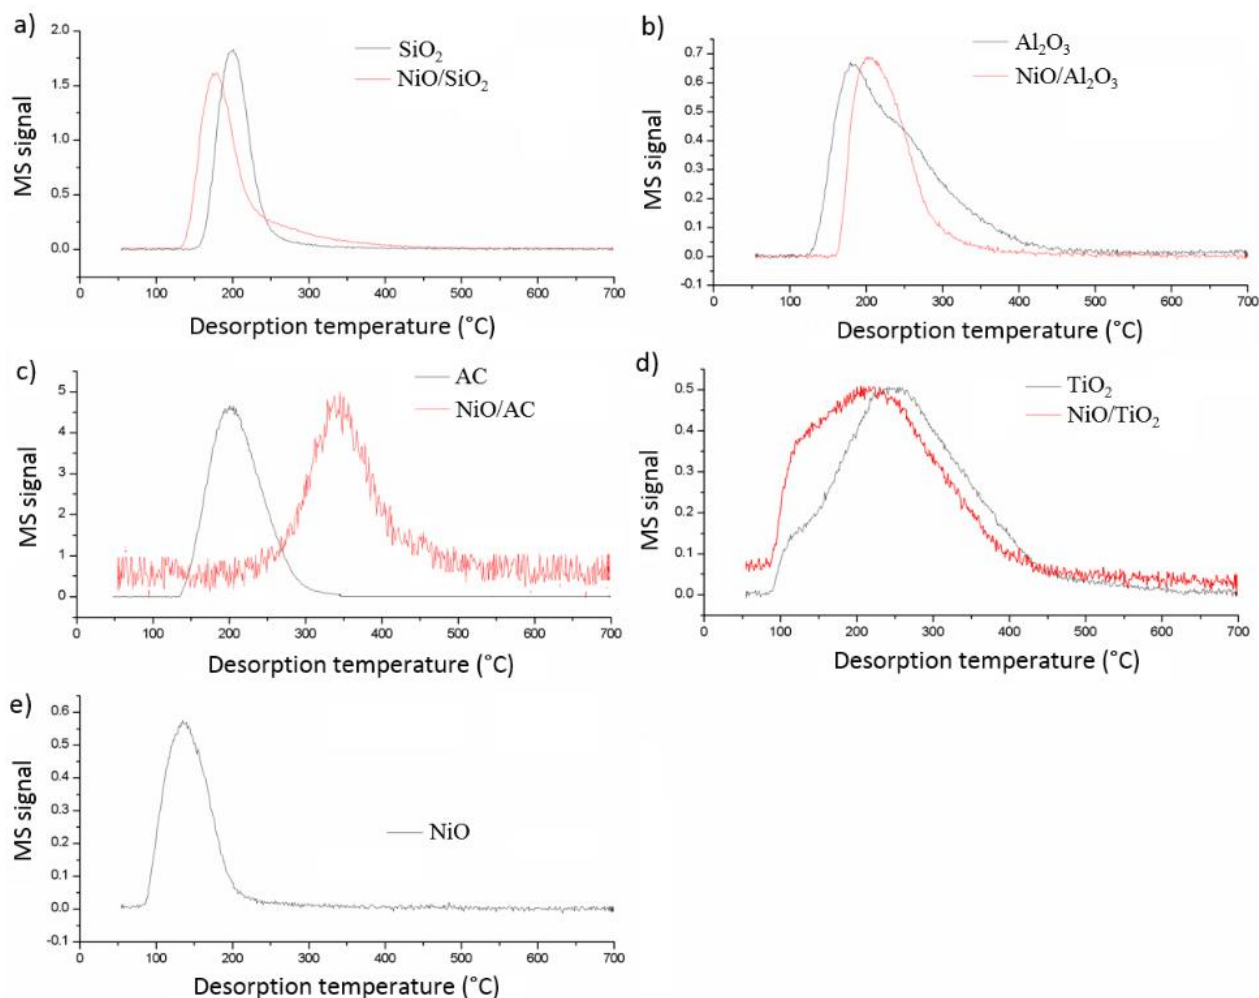 a)
MS signal
2.0
1.5
1.0
0.5
0.0
SiO₂
NiO/SiO₂
0 100 200 300 400 500 600 700
Desorption temperature (°C)
b)
MS signal
0.7
0.6
0.5
0.4
0.3
0.2
0.1
0.0
-0.1
Al₂O₃
NiO/Al₂O₃
0 100 200 300 400 500 600 700
Desorption temperature (°C)
c)
MS signal
5
4
3
2
1
0
AC
NiO/AC
0 100 200 300 400 500 600 700
Desorption temperature (°C)
d)
MS signal
0.5
0.4
0.3
0.2
0.1
0.0
TiO₂
NiO/TiO₂
0 100 200 300 400 500 600 700
Desorption temperature (°C)
e)
MS signal
0.6
0.5
0.4
0.3
0.2
0.1
0.0
-0.1
NiO
0 100 200 300 400 500 600 700
Desorption temperature (°C)